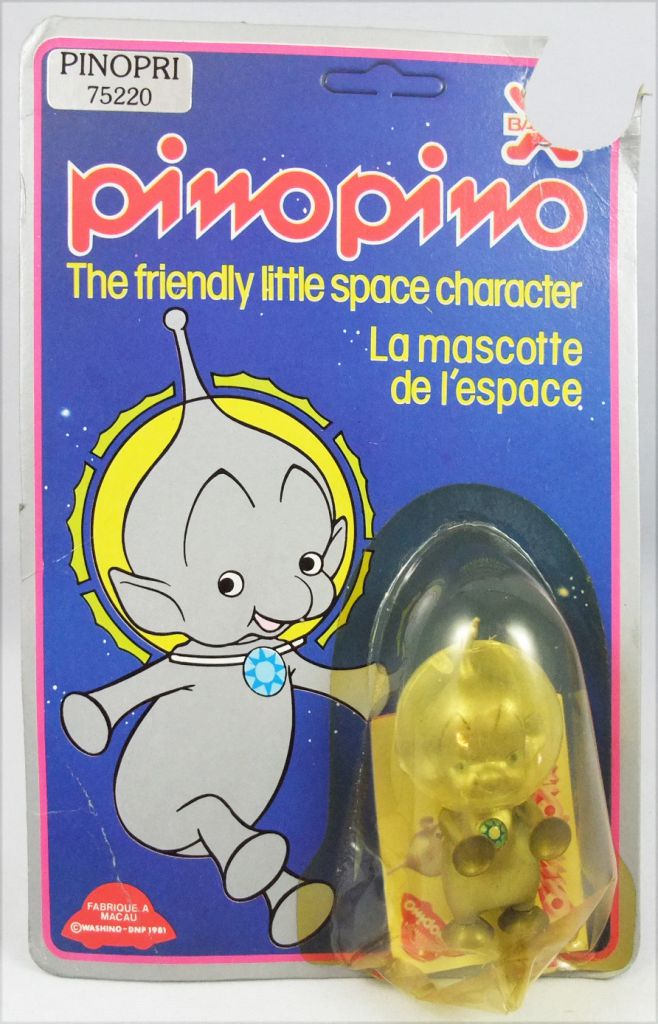 PINOPRI
75220
pinopino
The friendly little space character
La mascotte
de l'espace
FABRIQUE A
MACAU
©WASHINO-DNP 1981